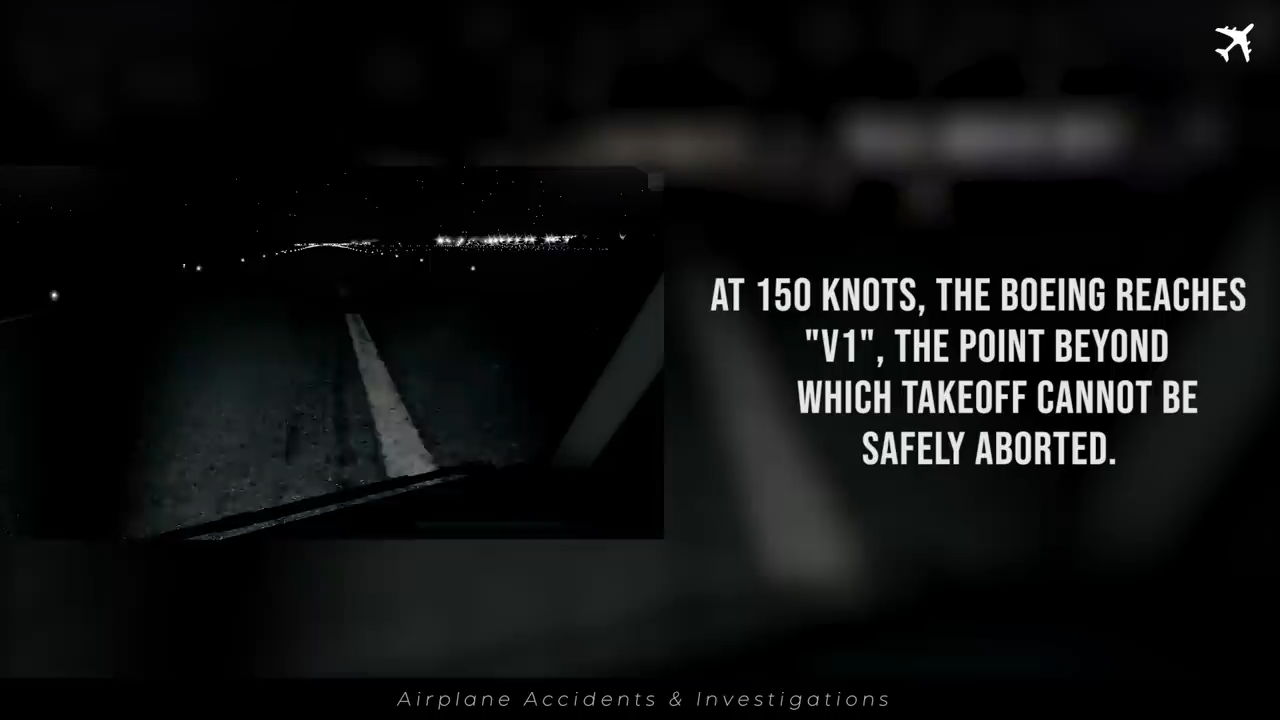 AT 150 KNOTS, THE BOEING REACHES
"V1", THE POINT BEYOND
WHICH TAKEOFF CANNOT BE
SAFELY ABORTED.
Airplane Accidents & Investigations